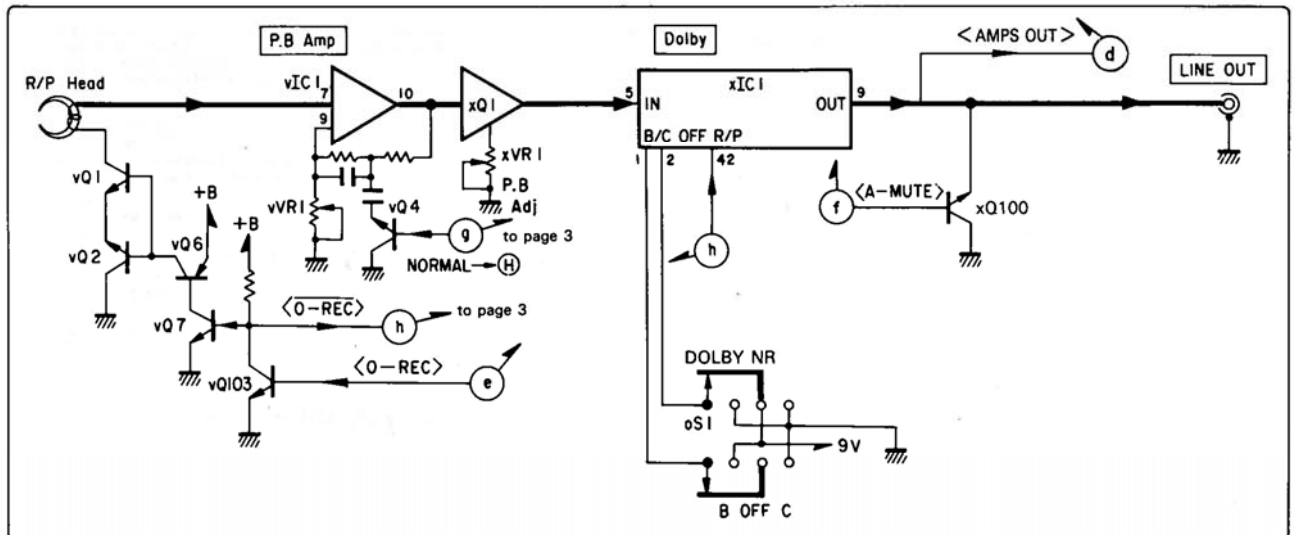 P.B Amp
Dolby
<AMPS OUT>
d
LINE OUT
R/P Head
vIC1
7
10
9
xQ1
5
IN
xIC1
OUT
9
B/C OFF R/P
1
2
42
vQ1
+B
vQ6
+B
vQ2
vVR1
vQ4
g
to page 3
NORMAL→H
xVR1
P.B
Adj
h
f
<A-MUTE>
xQ100
vQ7
<O-REC>
h
to page 3
vQ103
<O-REC>
e
DOLBY NR
oS1
9V
B OFF C